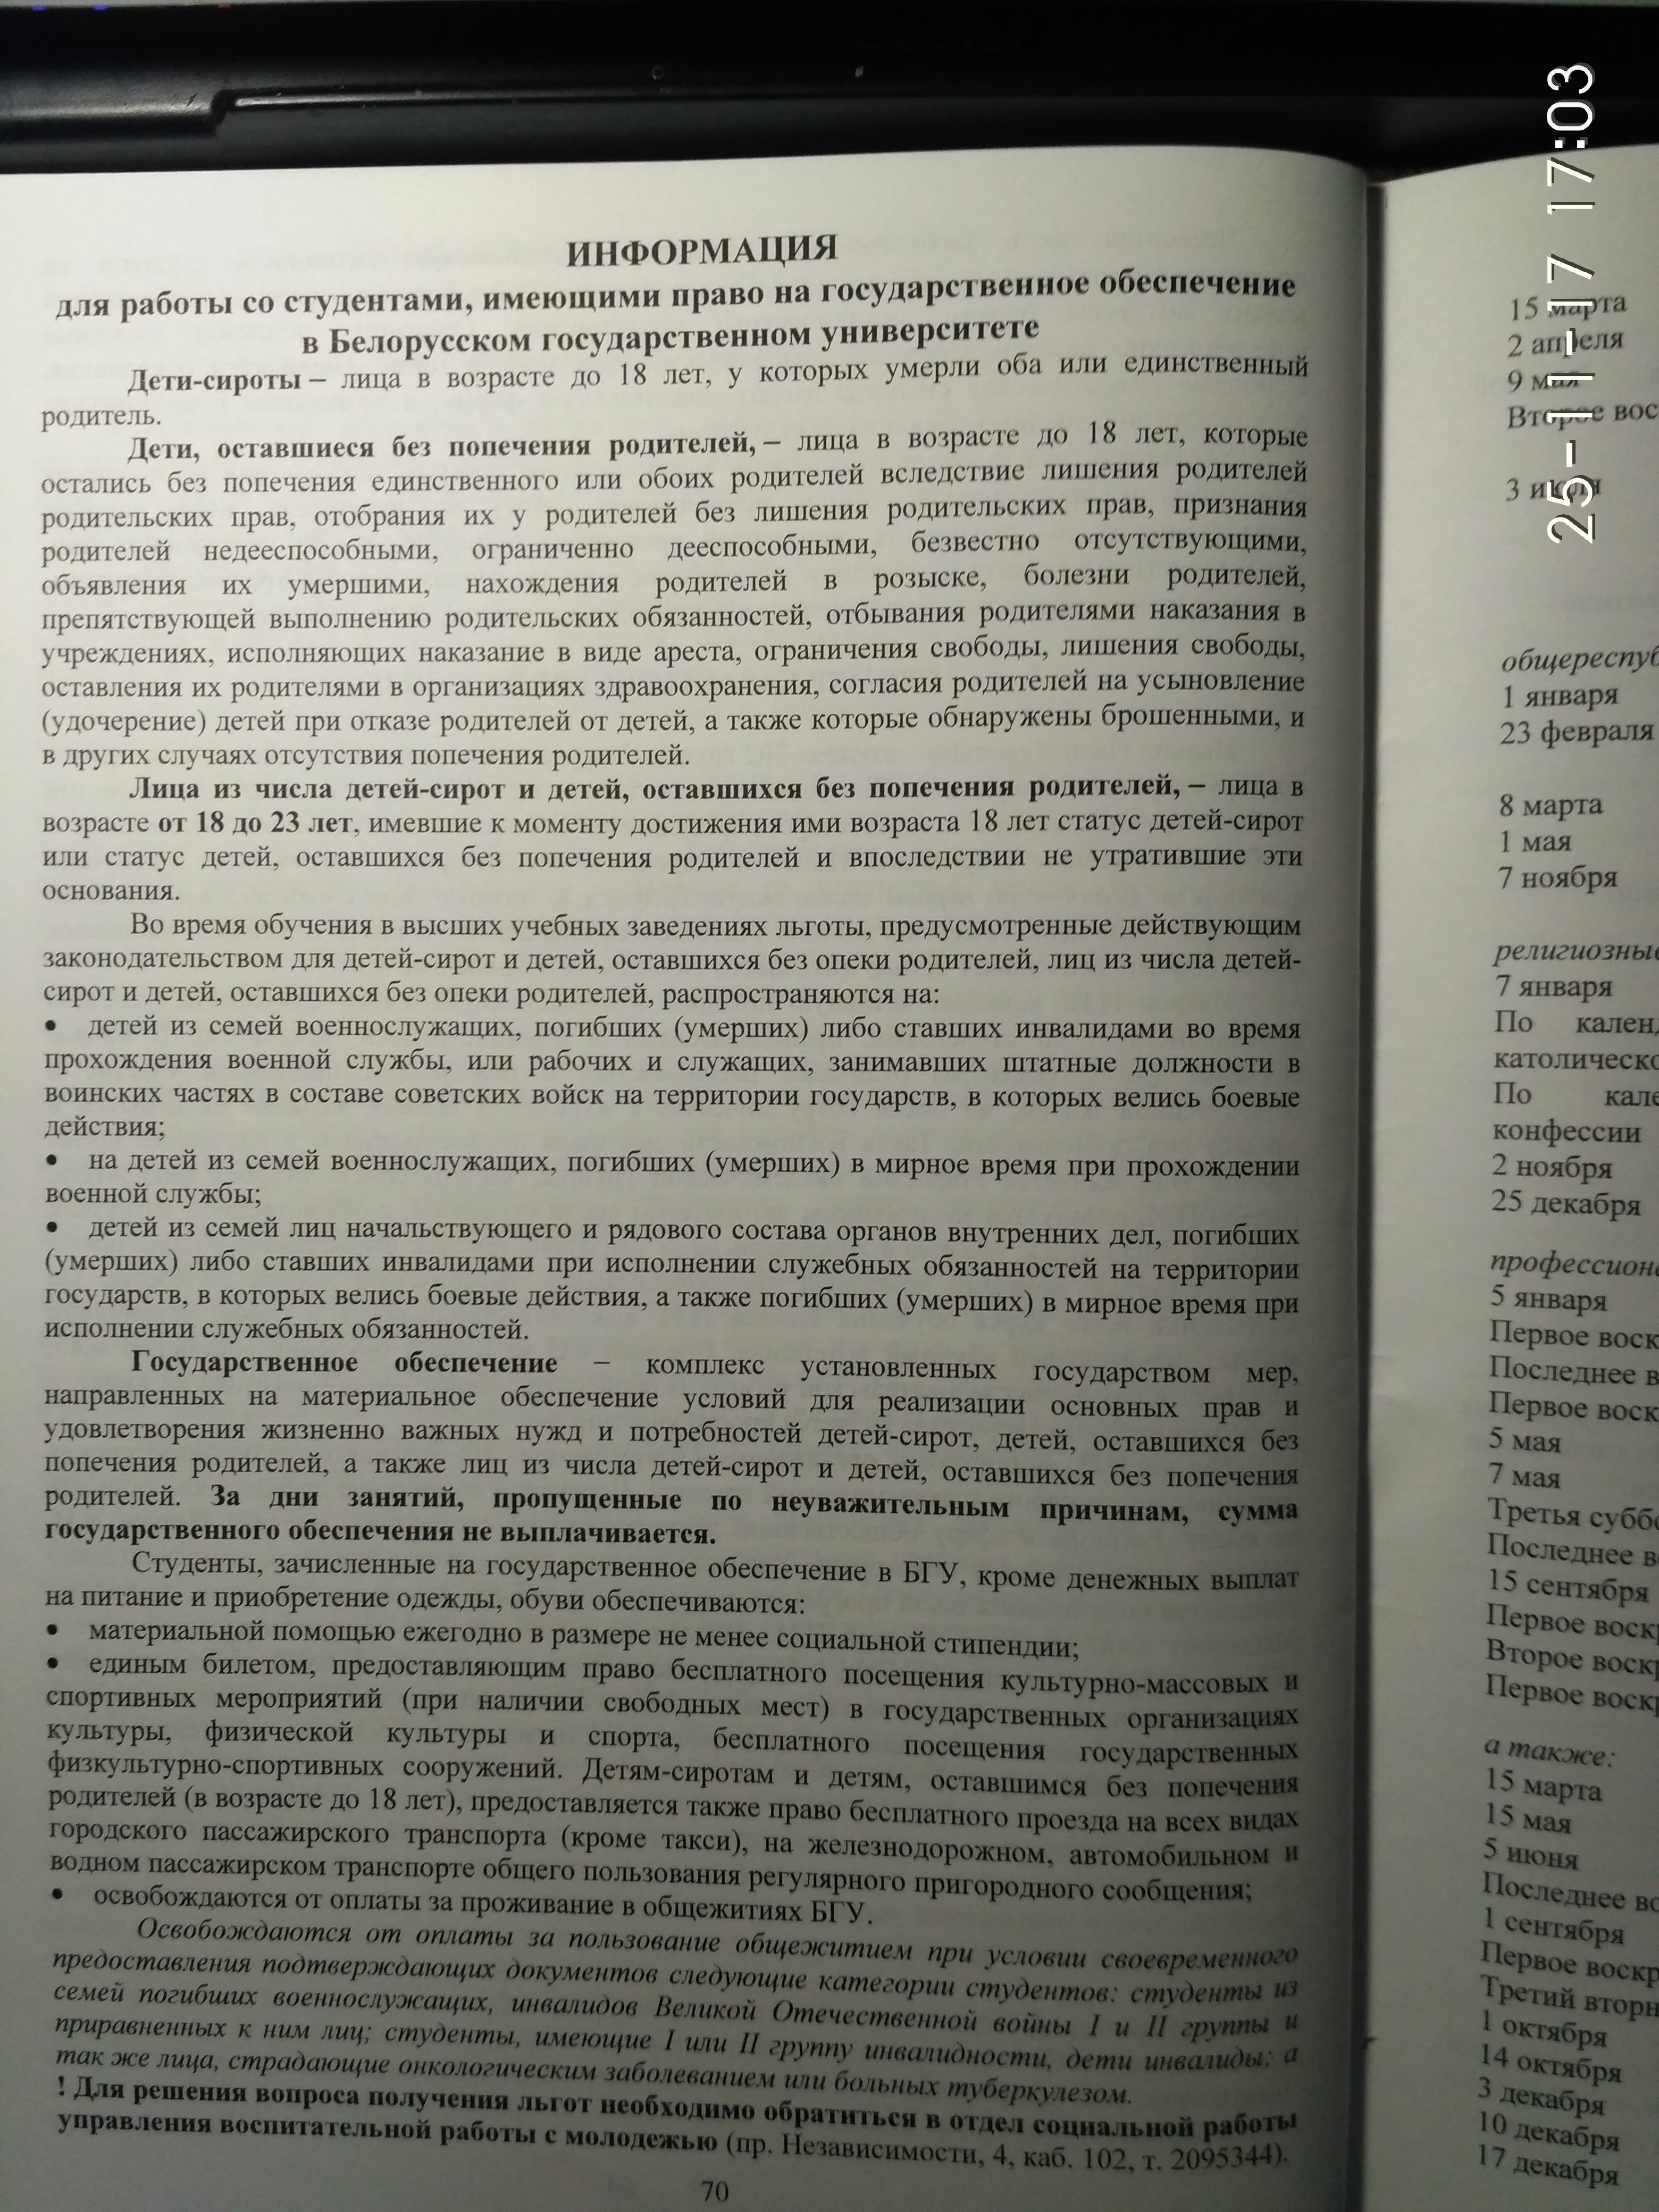 ИНФОРМАЦИЯ
для работы со студентами, имеющими право на государственное обеспечение
в Белорусском государственном университете
Дети-сироты – лица в возрасте до 18 лет, у которых умерли оба или единственный
родитель.
Дети, оставшиеся без попечения родителей, – лица в возрасте до 18 лет, которые
остались без попечения единственного или обоих родителей вследствие лишения родителей
родительских прав, отобрания их у родителей без лишения родительских прав, признания
родителей недееспособными, ограниченно дееспособными, безвестно отсутствующими,
объявления их умершими, нахождения родителей в розыске, болезни родителей,
препятствующей выполнению родительских обязанностей, отбывания родителями наказания в
учреждениях, исполняющих наказание в виде ареста, ограничения свободы, лишения свободы,
оставления их родителями в организациях здравоохранения, согласия родителей на усыновление
(удочерение) детей при отказе родителей от детей, а также которые обнаружены брошенными, и
в других случаях отсутствия попечения родителей.
Лица из числа детей-сирот и детей, оставшихся без попечения родителей, – лица в
возрасте от 18 до 23 лет, имевшие к моменту достижения ими возраста 18 лет статус детей-сирот
или статус детей, оставшихся без попечения родителей и впоследствии не утратившие эти
основания.
Во время обучения в высших учебных заведениях льготы, предусмотренные действующим
законодательством для детей-сирот и детей, оставшихся без опеки родителей, лиц из числа детей-
сирот и детей, оставшихся без опеки родителей, распространяются на:
• детей из семей военнослужащих, погибших (умерших) либо ставших инвалидами во время
прохождения военной службы, или рабочих и служащих, занимавших штатные должности в
воинских частях в составе советских войск на территории государств, в которых велись боевые
действия;
• на детей из семей военнослужащих, погибших (умерших) в мирное время при прохождении
военной службы;
• детей из семей лиц начальствующего и рядового состава органов внутренних дел, погибших
(умерших) либо ставших инвалидами при исполнении служебных обязанностей на территории
государств, в которых велись боевые действия, а также погибших (умерших) в мирное время при
исполнении служебных обязанностей.
Государственное обеспечение – комплекс установленных государством мер,
направленных на материальное обеспечение условий для реализации основных прав и
удовлетворения жизненно важных нужд и потребностей детей-сирот, детей, оставшихся без
попечения родителей, а также лиц из числа детей-сирот и детей, оставшихся без попечения
родителей. За дни занятий, пропущенные по неуважительным причинам, сумма
государственного обеспечения не выплачивается.
Студенты, зачисленные на государственное обеспечение в БГУ, кроме денежных выплат
на питание и приобретение одежды, обуви обеспечиваются:
• материальной помощью ежегодно в размере не менее социальной стипендии;
• единым билетом, предоставляющим право бесплатного посещения культурно-массовых и
спортивных мероприятий (при наличии свободных мест) в государственных организациях
культуры, физической культуры и спорта, бесплатного посещения государственных
физкультурно-спортивных сооружений. Детям-сиротам и детям, оставшимся без попечения
родителей (в возрасте до 18 лет), предоставляется также право бесплатного проезда на всех видах
городского пассажирского транспорта (кроме такси), на железнодорожном, автомобильном и
водном пассажирском транспорте общего пользования регулярного пригородного сообщения;
• освобождаются от оплаты за проживание в общежитиях БГУ.
Освобождаются от оплаты за пользование общежитием при условии своевременного
предоставления подтверждающих документов следующие категории студентов: студенты из
семей погибших военнослужащих, инвалидов Великой Отечественной войны I и II группы и
приравненных к ним лиц; студенты, имеющие I или II группу инвалидности, дети инвалиды; а
так же лица, страдающие онкологическим заболеванием или больных туберкулезом.
! Для решения вопроса получения льгот необходимо обратиться в отдел социальной работы
управления воспитательной работы с молодежью (пр. Независимости, 4, каб. 102, т. 2095344).
70
15 марта
2 апреля
9 мая
Второе вос
3 июля
общереспуб
1 января
23 февраля
8 марта
1 мая
7 ноября
религиозные
7 января
По календ
католическо
По кале
конфессии
2 ноября
25 декабря
профессион
5 января
Первое воск
Последнее в
Первое воск
5 мая
7 мая
Третья суббо
Последнее в
15 сентября
Первое воскр
Второе воскр
Первое воскр
а также:
15 марта
15 мая
5 июня
Последнее во
1 сентября
Первое воскр
Третий вторн
1 октября
14 октября
3 декабря
10 декабря
17 декабря
25-11-17 17:03